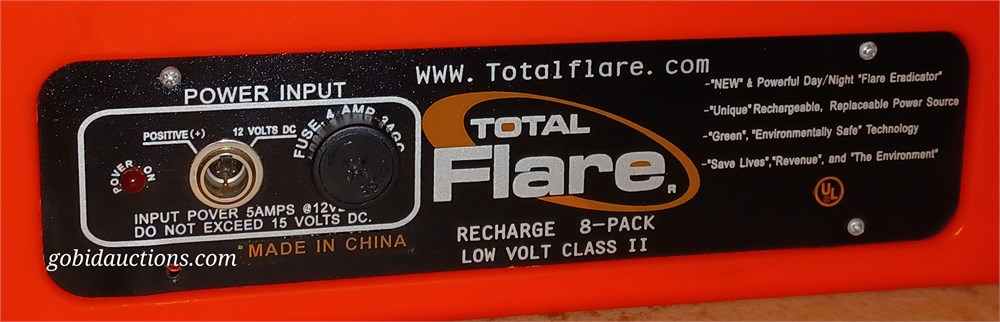 www.Totalflare.com
POWER INPUT
POSITIVE(+) 12 VOLTS DC
FUSE 4 AMP
POWER ON
INPUT POWER 5AMPS @12V
DO NOT EXCEED 15 VOLTS DC.
MADE IN CHINA
TOTAL
Flare
R
RECHARGE 8-PACK
LOW VOLT CLASS II
-"NEW" & Powerful Day/Night "Flare Eradicator"
-"Unique" Rechargeable, Replaceable Power Source
-"Green", "Environmentally Safe" Technology
-"Save Lives","Revenue", and "The Environment"
UL
gobidauctions.com